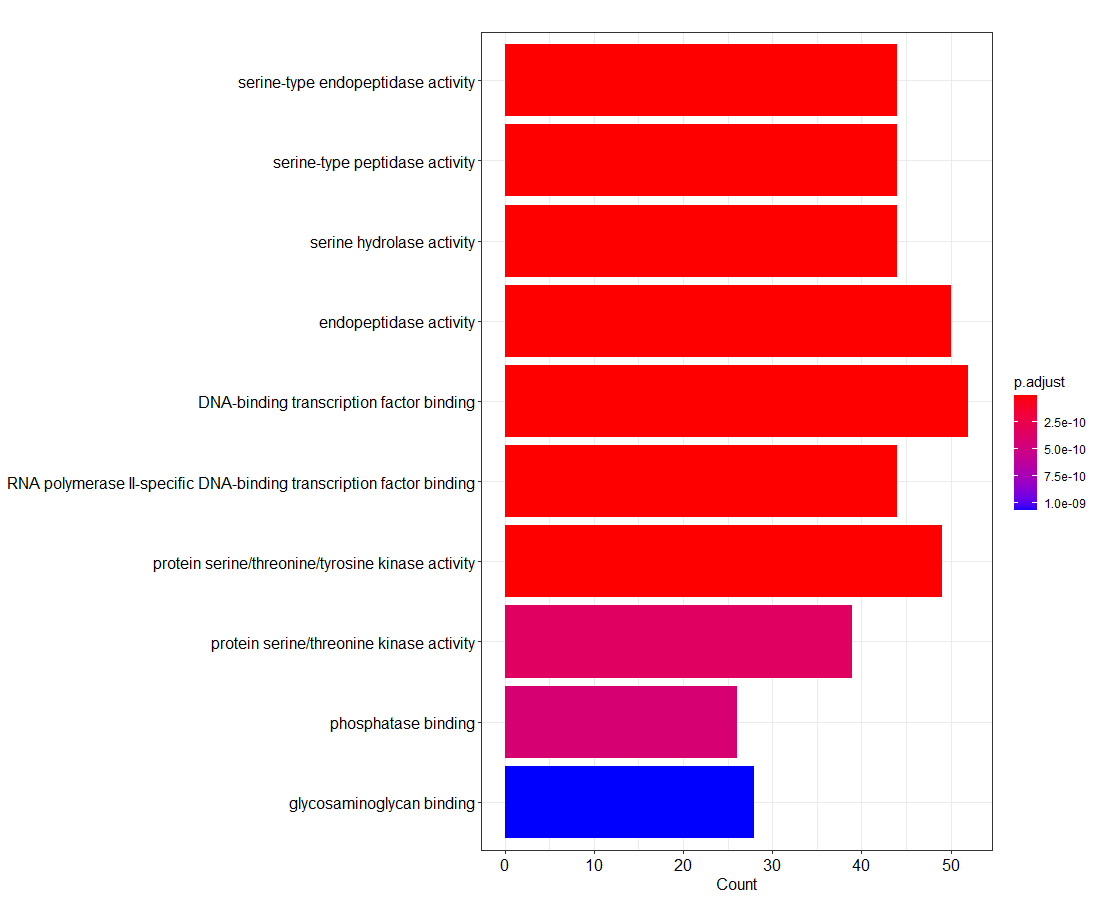 serine-type endopeptidase activity
serine-type peptidase activity
serine hydrolase activity
endopeptidase activity
DNA-binding transcription factor binding
RNA polymerase II-specific DNA-binding transcription factor binding
protein serine/threonine/tyrosine kinase activity
protein serine/threonine kinase activity
phosphatase binding
glycosaminoglycan binding
0 10 20 30 40 50
Count
p.adjust
2.5e-10
5.0e-10
7.5e-10
1.0e-09